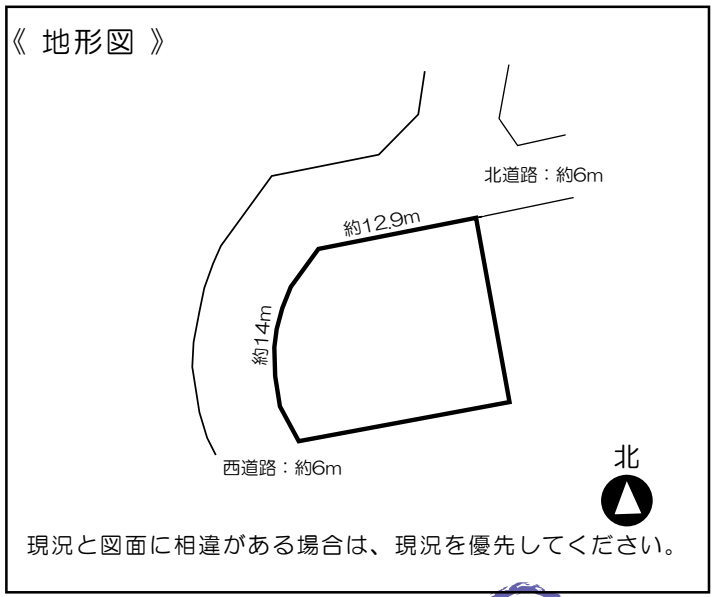 《 地形図 》
北道路：約6m
約12.9m
約14m
西道路：約6m
北
現況と図面に相違がある場合は、現況を優先してください。